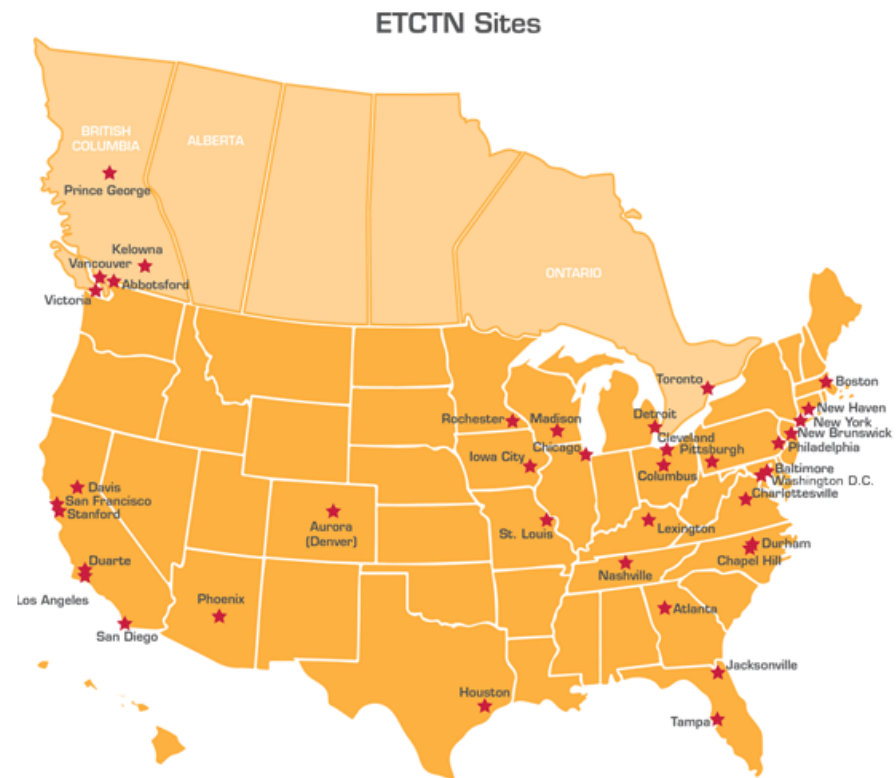 ETCTN Sites
BRITISH
COLUMBIA
ALBERTA
Prince George
Kelowna
Vancouver
Abbotsford
Victoria
ONTARIO
Toronto
Boston
Rochester
Madison
Detroit
New Haven
New York
Chicago
Cleveland
New Brunswick
Iowa City
Pittsburgh
Philadelphia
Columbus
Baltimore
Washington D.C.
Davis
San Francisco
Charlottesville
Stanford
Aurora
(Denver)
St. Louis
Lexington
Durham
Chapel Hill
Duarte
Nashville
Los Angeles
Phoenix
Atlanta
San Diego
Jacksonville
Houston
Tampa